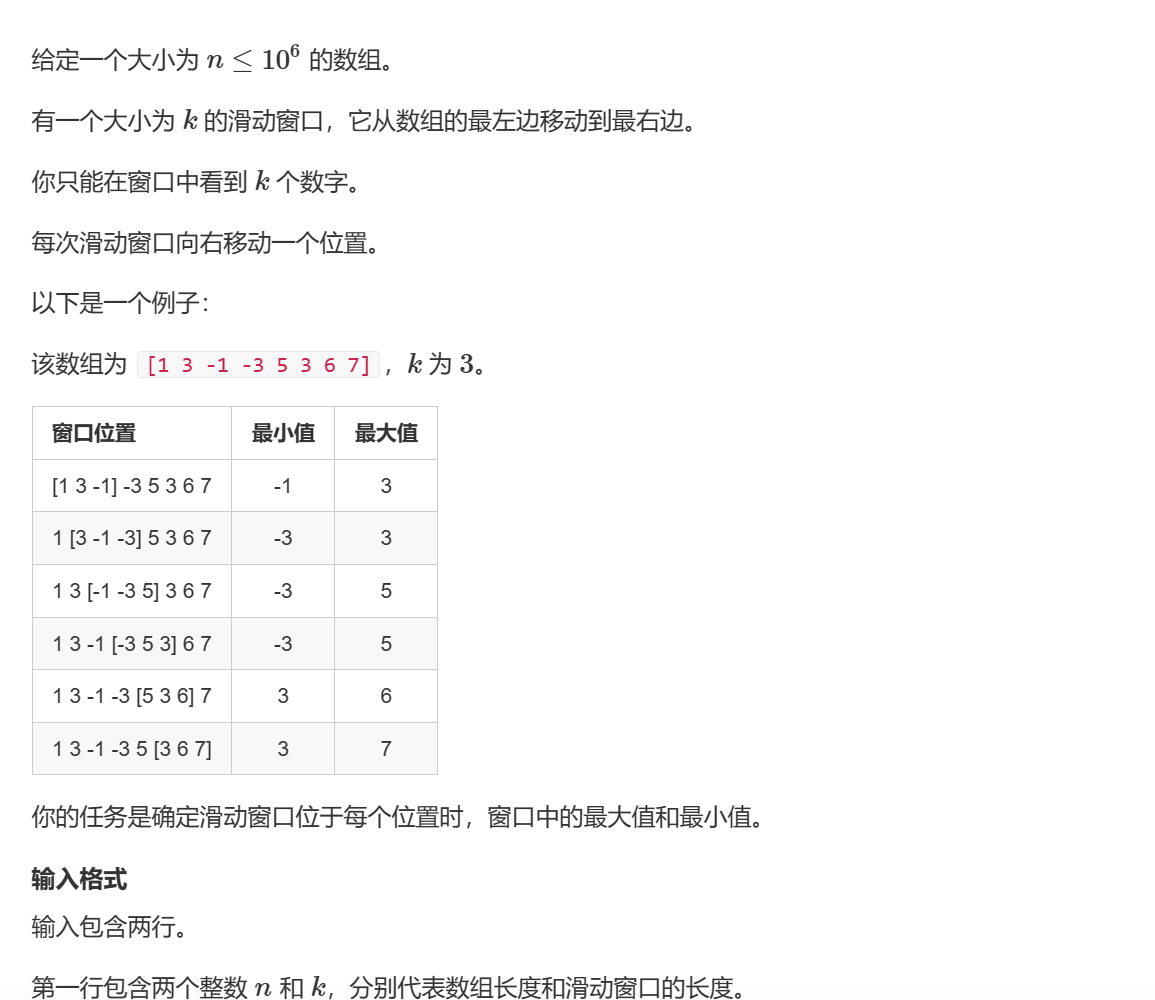 给定一个大小为 n ≤ 10⁶ 的数组。
有一个大小为 k 的滑动窗口，它从数组的最左边移动到最右边。
你只能在窗口中看到 k 个数字。
每次滑动窗口向右移动一个位置。
以下是一个例子：
该数组为 [1 3 -1 -3 5 3 6 7]，k 为 3。
窗口位置 最小值 最大值
[1 3 -1] -3 5 3 6 7 -1 3
1 [3 -1 -3] 5 3 6 7 -3 3
1 3 [-1 -3 5] 3 6 7 -3 5
1 3 -1 [-3 5 3] 6 7 -3 5
1 3 -1 -3 [5 3 6] 7 3 6
1 3 -1 -3 5 [3 6 7] 3 7
你的任务是确定滑动窗口位于每个位置时，窗口中的最大值和最小值。
输入格式
输入包含两行。
第一行包含两个整数 n 和 k，分别代表数组长度和滑动窗口的长度。